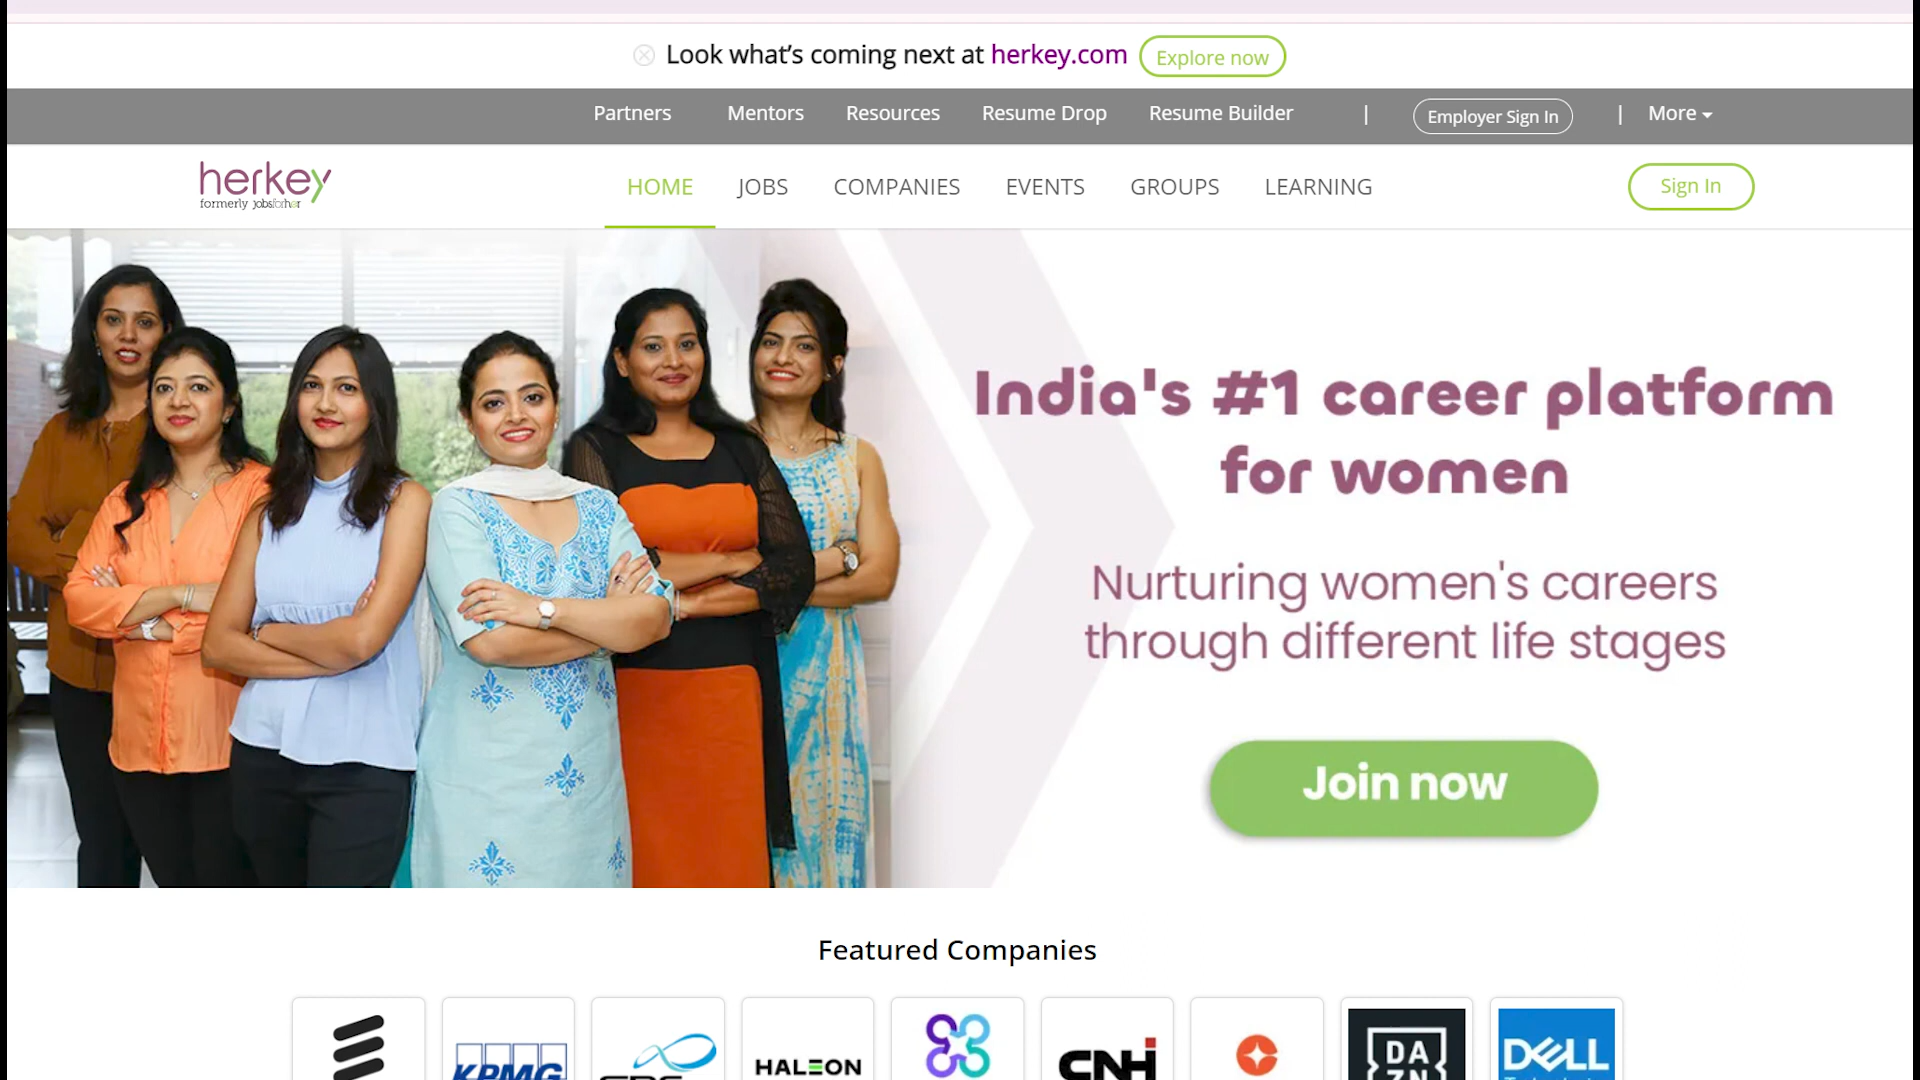 Look what's coming next at herkey.com Explore now
Partners Mentors Resources Resume Drop Resume Builder | Employer Sign In | More
herkey
formerly jobsforher
HOME JOBS COMPANIES EVENTS GROUPS LEARNING Sign In
India's #1 career platform
for women
Nurturing women's careers
through different life stages
Join now
Featured Companies
KPMG HALEON CNH DA
ZN DELL